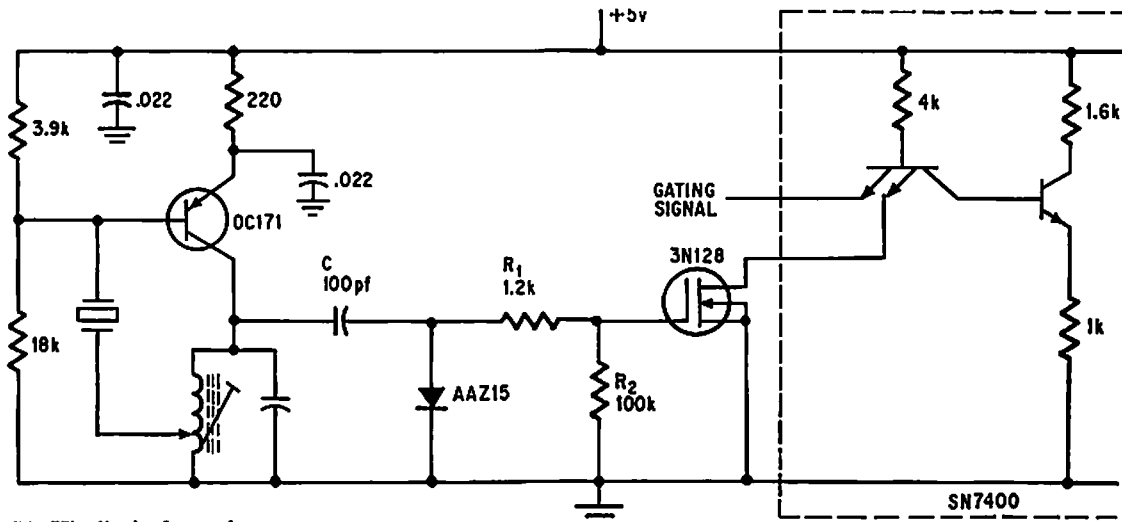 +5v
.022
220
3.9k
.022
OC171
18k
C
100pf
R1
1.2k
AAZ15
R2
100k
3N128
GATING
SIGNAL
4k
1.6k
1k
SN7400